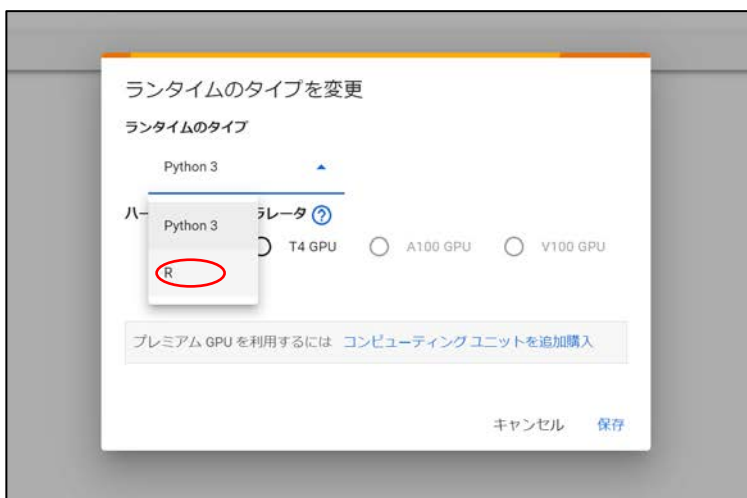 ランタイムのタイプを変更
ランタイムのタイプ
Python 3
Python 3
R
ハー
ラレータ
T4 GPU A100 GPU V100 GPU
プレミアム GPU を利用するには コンピューティング ユニットを追加購入
キャンセル 保存